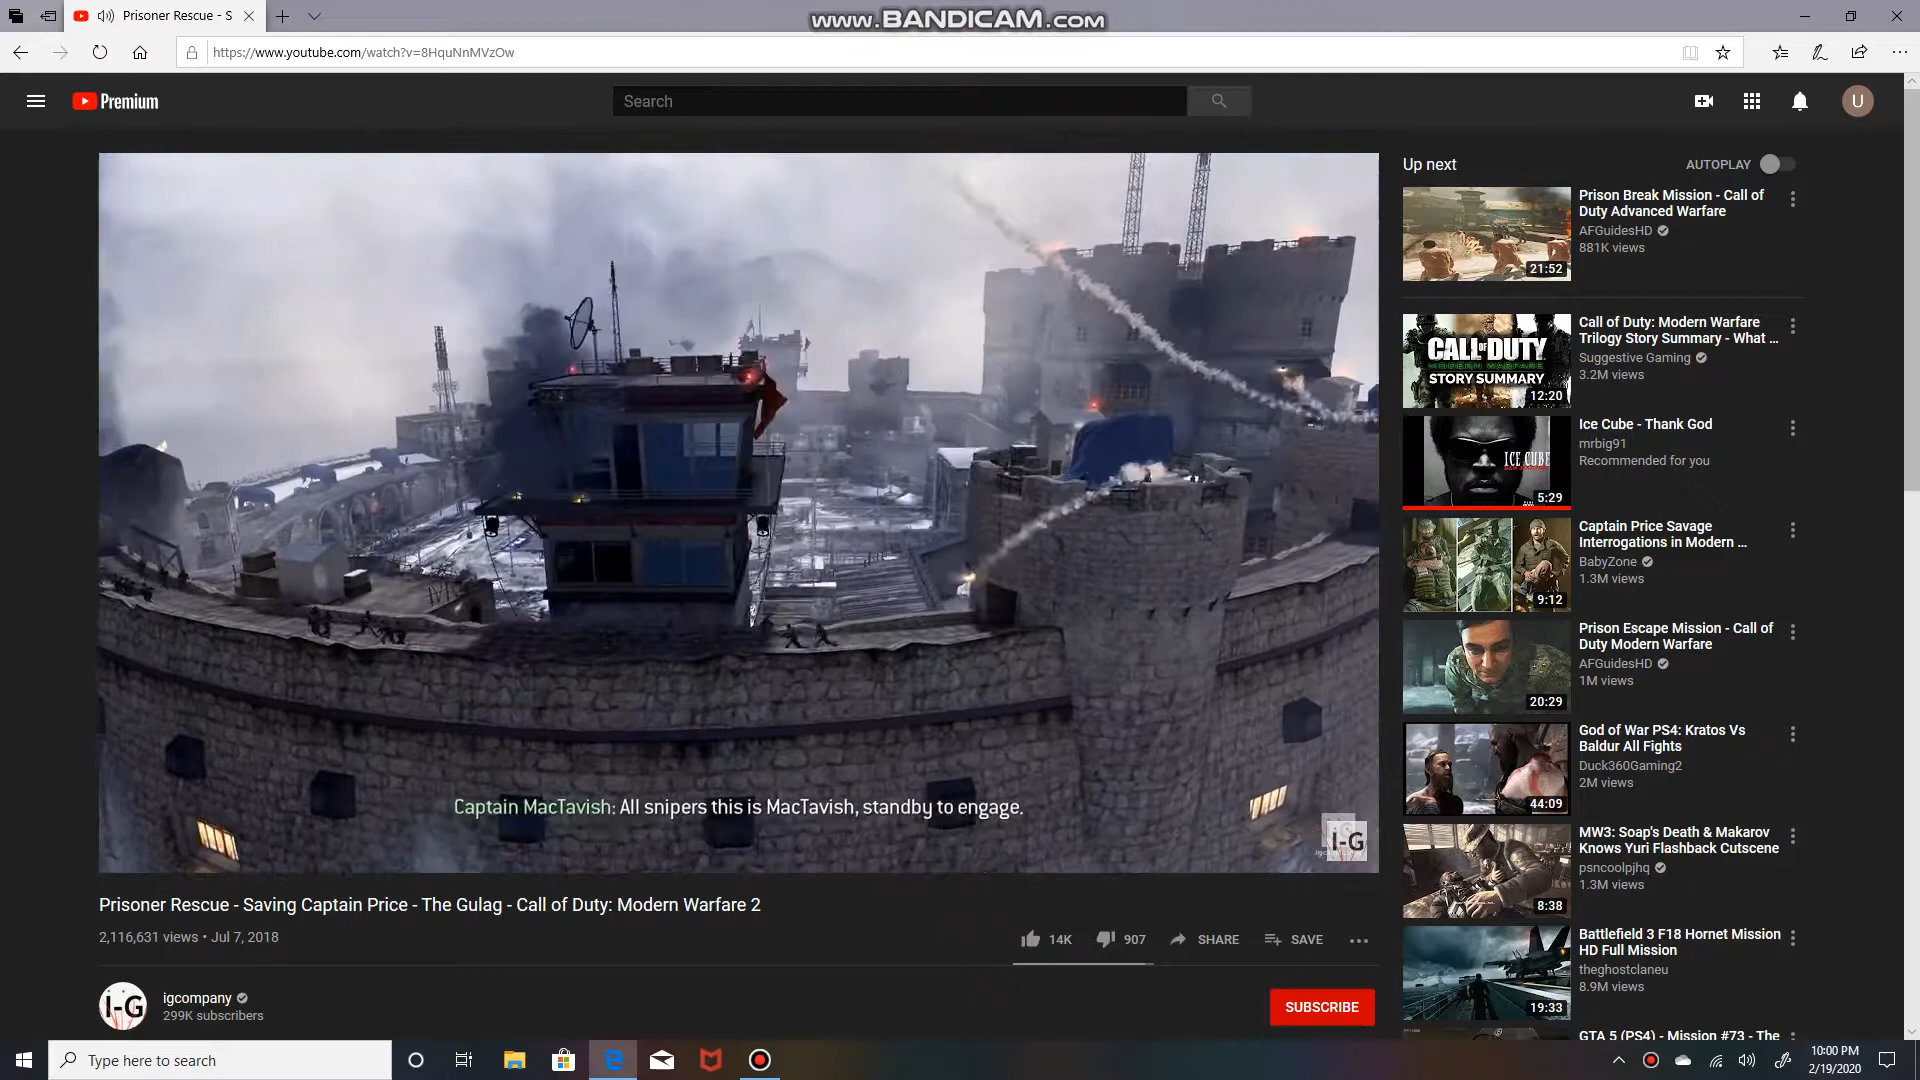 Prisoner Rescue - S
www.BANDICAM.com
https://www.youtube.com/watch?v=8HquNnMVzOw
Premium
Search
U
Captain MacTavish: All snipers this is MacTavish, standby to engage.
I-G
Prisoner Rescue - Saving Captain Price - The Gulag - Call of Duty: Modern Warfare 2
2,116,631 views • Jul 7, 2018
14K
907
SHARE
SAVE
I-G
igcompany
299K subscribers
SUBSCRIBE
Up next
AUTOPLAY
21:52
Prison Break Mission - Call of
Duty Advanced Warfare
AFGuidesHD
881K views
CALL OF DUTY
MODERN WARFARE
STORY SUMMARY
12:20
Call of Duty: Modern Warfare
Trilogy Story Summary - What ...
Suggestive Gaming
3.2M views
ICE CUBE
5:29
Ice Cube - Thank God
mrbig91
Recommended for you
9:12
Captain Price Savage
Interrogations in Modern ...
BabyZone
1.3M views
20:29
Prison Escape Mission - Call of
Duty Modern Warfare
AFGuidesHD
1M views
44:09
God of War PS4: Kratos Vs
Baldur All Fights
Duck360Gaming2
2M views
8:38
MW3: Soap's Death & Makarov
Knows Yuri Flashback Cutscene
psncoolpjhq
1.3M views
19:33
Battlefield 3 F18 Hornet Mission
HD Full Mission
theghostclaneu
8.9M views
GTA 5 (PS4) - Mission #73 - The
Type here to search
10:00 PM
2/19/2020